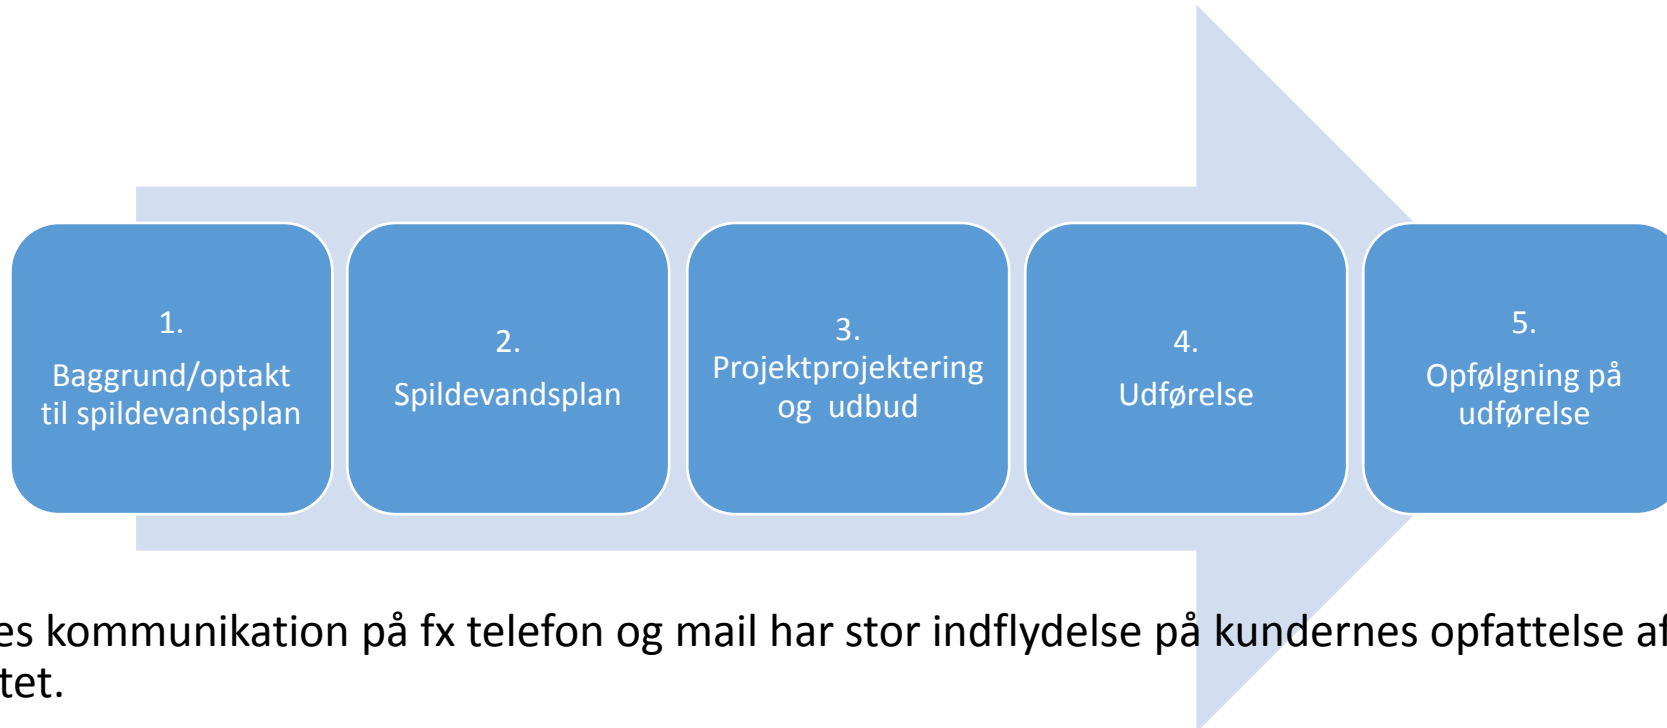 1.
Baggrund/optakt
til spildevandsplan
2.
Spildevandsplan
3.
Projektprojektering
og udbud
4.
Udførelse
5.
Opfølgning på
udførelse
es kommunikation på fx telefon og mail har stor indflydelse på kundernes opfattelse af
tet.